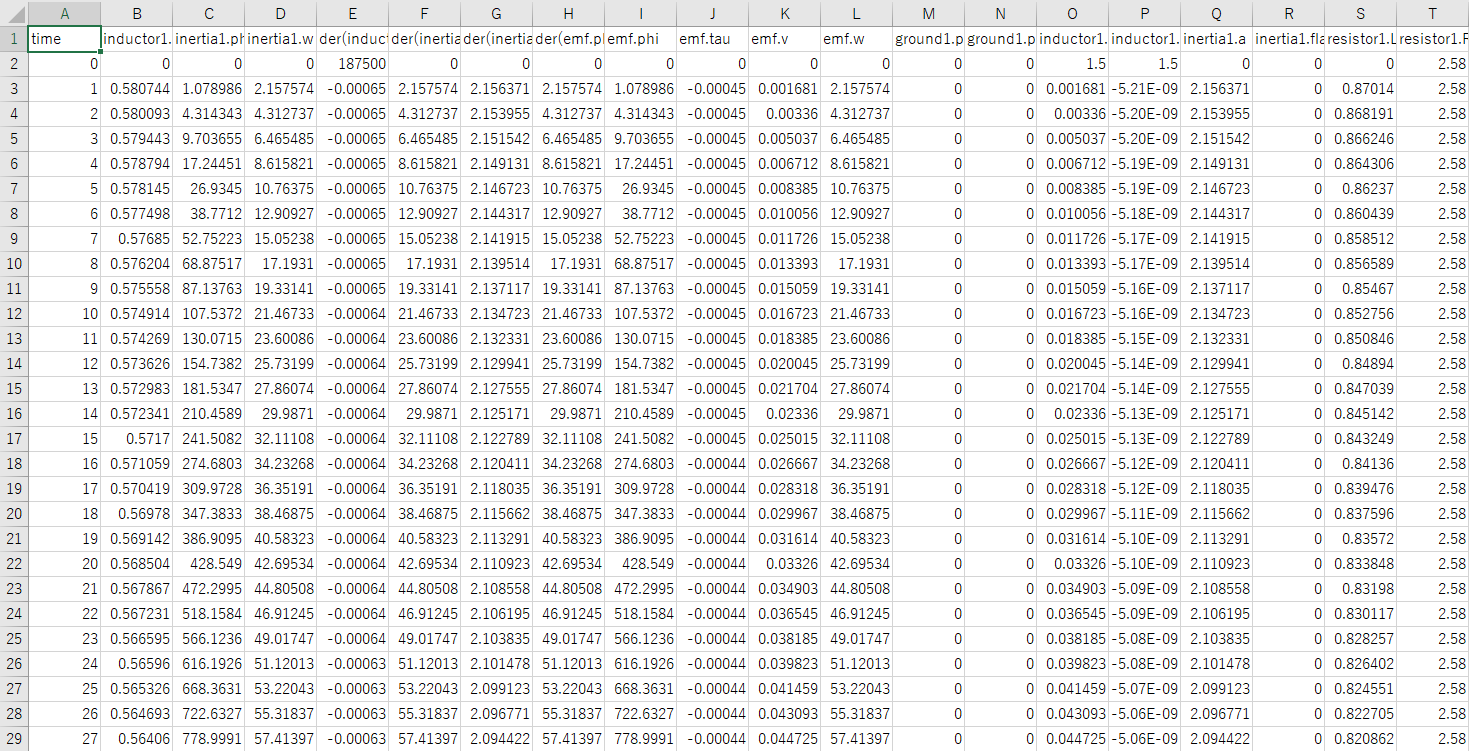 A B C D E F G H I J K L M N O P Q R S T
1 time inductor1. inertia1.ph inertia1.w der(induc der(inertia der(inertia der(emf.p emf.phi emf.tau emf.v emf.w ground1.p ground1.p inductor1. inductor1. inertia1.a inertia1.fla resistor1.L resistor1.F
2 0 0 0 0 187500 0 0 0 0 0 0 0 0 0 1.5 1.5 0 0 0 2.58
3 1 0.580744 1.078986 2.157574 -0.00065 2.157574 2.156371 2.157574 1.078986 -0.00045 0.001681 2.157574 0 0 0.001681 -5.21E-09 2.156371 0 0.87014 2.58
4 2 0.580093 4.314343 4.312737 -0.00065 4.312737 2.153955 4.312737 4.314343 -0.00045 0.00336 4.312737 0 0 0.00336 -5.20E-09 2.153955 0 0.868191 2.58
5 3 0.579443 9.703655 6.465485 -0.00065 6.465485 2.151542 6.465485 9.703655 -0.00045 0.005037 6.465485 0 0 0.005037 -5.20E-09 2.151542 0 0.866246 2.58
6 4 0.578794 17.24451 8.615821 -0.00065 8.615821 2.149131 8.615821 17.24451 -0.00045 0.006712 8.615821 0 0 0.006712 -5.19E-09 2.149131 0 0.864306 2.58
7 5 0.578145 26.9345 10.76375 -0.00065 10.76375 2.146723 10.76375 26.9345 -0.00045 0.008385 10.76375 0 0 0.008385 -5.19E-09 2.146723 0 0.86237 2.58
8 6 0.577498 38.7712 12.90927 -0.00065 12.90927 2.144317 12.90927 38.7712 -0.00045 0.010056 12.90927 0 0 0.010056 -5.18E-09 2.144317 0 0.860439 2.58
9 7 0.57685 52.75223 15.05238 -0.00065 15.05238 2.141915 15.05238 52.75223 -0.00045 0.011726 15.05238 0 0 0.011726 -5.17E-09 2.141915 0 0.858512 2.58
10 8 0.576204 68.87517 17.1931 -0.00065 17.1931 2.139514 17.1931 68.87517 -0.00045 0.013393 17.1931 0 0 0.013393 -5.17E-09 2.139514 0 0.856589 2.58
11 9 0.575558 87.13763 19.33141 -0.00065 19.33141 2.137117 19.33141 87.13763 -0.00045 0.015059 19.33141 0 0 0.015059 -5.16E-09 2.137117 0 0.85467 2.58
12 10 0.574914 107.5372 21.46733 -0.00064 21.46733 2.134723 21.46733 107.5372 -0.00045 0.016723 21.46733 0 0 0.016723 -5.16E-09 2.134723 0 0.852756 2.58
13 11 0.574269 130.0715 23.60086 -0.00064 23.60086 2.132331 23.60086 130.0715 -0.00045 0.018385 23.60086 0 0 0.018385 -5.15E-09 2.132331 0 0.850846 2.58
14 12 0.573626 154.7382 25.73199 -0.00064 25.73199 2.129941 25.73199 154.7382 -0.00045 0.020045 25.73199 0 0 0.020045 -5.14E-09 2.129941 0 0.84894 2.58
15 13 0.572983 181.5347 27.86074 -0.00064 27.86074 2.127555 27.86074 181.5347 -0.00045 0.021704 27.86074 0 0 0.021704 -5.14E-09 2.127555 0 0.847039 2.58
16 14 0.572341 210.4589 29.9871 -0.00064 29.9871 2.125171 29.9871 210.4589 -0.00045 0.02336 29.9871 0 0 0.02336 -5.13E-09 2.125171 0 0.845142 2.58
17 15 0.5717 241.5082 32.11108 -0.00064 32.11108 2.122789 32.11108 241.5082 -0.00045 0.025015 32.11108 0 0 0.025015 -5.13E-09 2.122789 0 0.843249 2.58
18 16 0.571059 274.6803 34.23268 -0.00064 34.23268 2.120411 34.23268 274.6803 -0.00044 0.026667 34.23268 0 0 0.026667 -5.12E-09 2.120411 0 0.84136 2.58
19 17 0.570419 309.9728 36.35191 -0.00064 36.35191 2.118035 36.35191 309.9728 -0.00044 0.028318 36.35191 0 0 0.028318 -5.12E-09 2.118035 0 0.839476 2.58
20 18 0.56978 347.3833 38.46875 -0.00064 38.46875 2.115662 38.46875 347.3833 -0.00044 0.029967 38.46875 0 0 0.029967 -5.11E-09 2.115662 0 0.837596 2.58
21 19 0.569142 386.9095 40.58323 -0.00064 40.58323 2.113291 40.58323 386.9095 -0.00044 0.031614 40.58323 0 0 0.031614 -5.10E-09 2.113291 0 0.83572 2.58
22 20 0.568504 428.549 42.69534 -0.00064 42.69534 2.110923 42.69534 428.549 -0.00044 0.03326 42.69534 0 0 0.03326 -5.10E-09 2.110923 0 0.833848 2.58
23 21 0.567867 472.2995 44.80508 -0.00064 44.80508 2.108558 44.80508 472.2995 -0.00044 0.034903 44.80508 0 0 0.034903 -5.09E-09 2.108558 0 0.83198 2.58
24 22 0.567231 518.1584 46.91245 -0.00064 46.91245 2.106195 46.91245 518.1584 -0.00044 0.036545 46.91245 0 0 0.036545 -5.09E-09 2.106195 0 0.830117 2.58
25 23 0.566595 566.1236 49.01747 -0.00064 49.01747 2.103835 49.01747 566.1236 -0.00044 0.038185 49.01747 0 0 0.038185 -5.08E-09 2.103835 0 0.828257 2.58
26 24 0.56596 616.1926 51.12013 -0.00063 51.12013 2.101478 51.12013 616.1926 -0.00044 0.039823 51.12013 0 0 0.039823 -5.08E-09 2.101478 0 0.826402 2.58
27 25 0.565326 668.3631 53.22043 -0.00063 53.22043 2.099123 53.22043 668.3631 -0.00044 0.041459 53.22043 0 0 0.041459 -5.07E-09 2.099123 0 0.824551 2.58
28 26 0.564693 722.6327 55.31837 -0.00063 55.31837 2.096771 55.31837 722.6327 -0.00044 0.043093 55.31837 0 0 0.043093 -5.06E-09 2.096771 0 0.822705 2.58
29 27 0.56406 778.9991 57.41397 -0.00063 57.41397 2.094422 57.41397 778.9991 -0.00044 0.044725 57.41397 0 0 0.044725 -5.06E-09 2.094422 0 0.820862 2.58